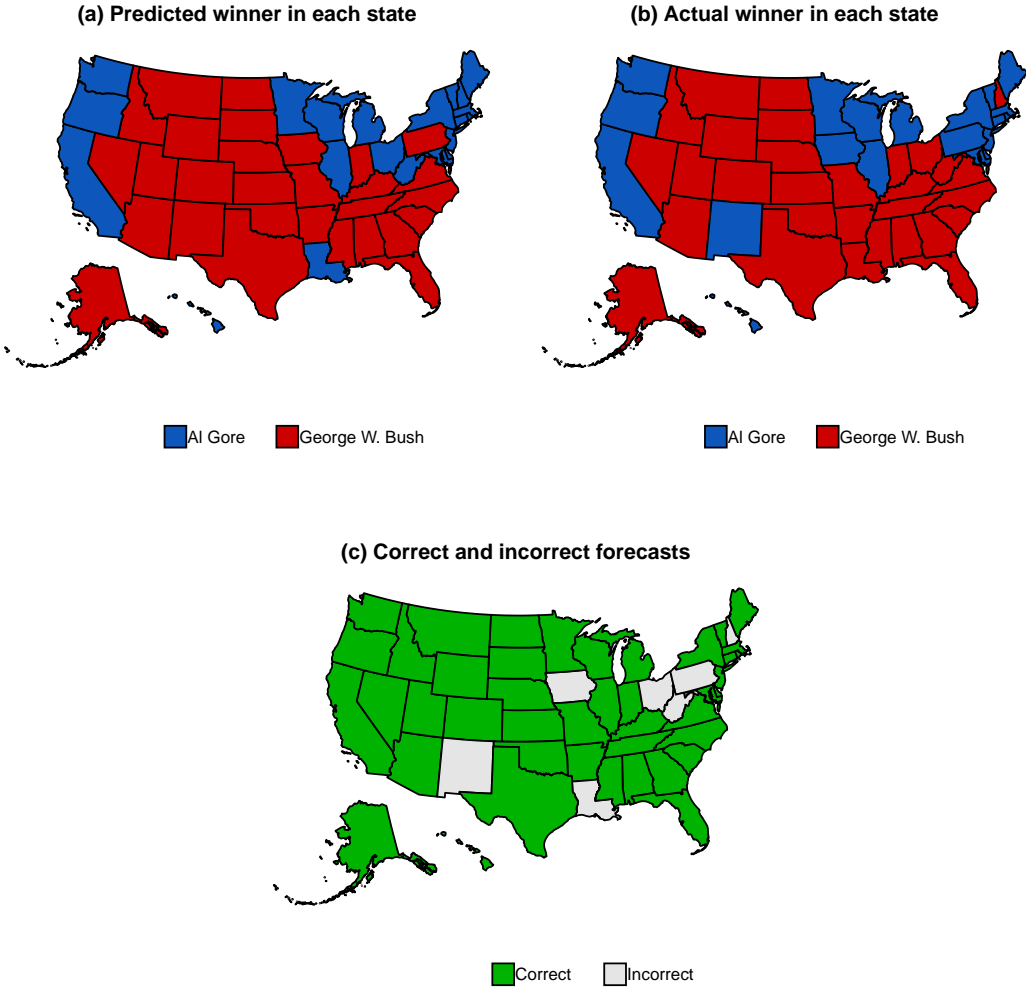 (a) Predicted winner in each state
(b) Actual winner in each state
Al Gore
George W. Bush
Al Gore
George W. Bush
(c) Correct and incorrect forecasts
Correct
Incorrect